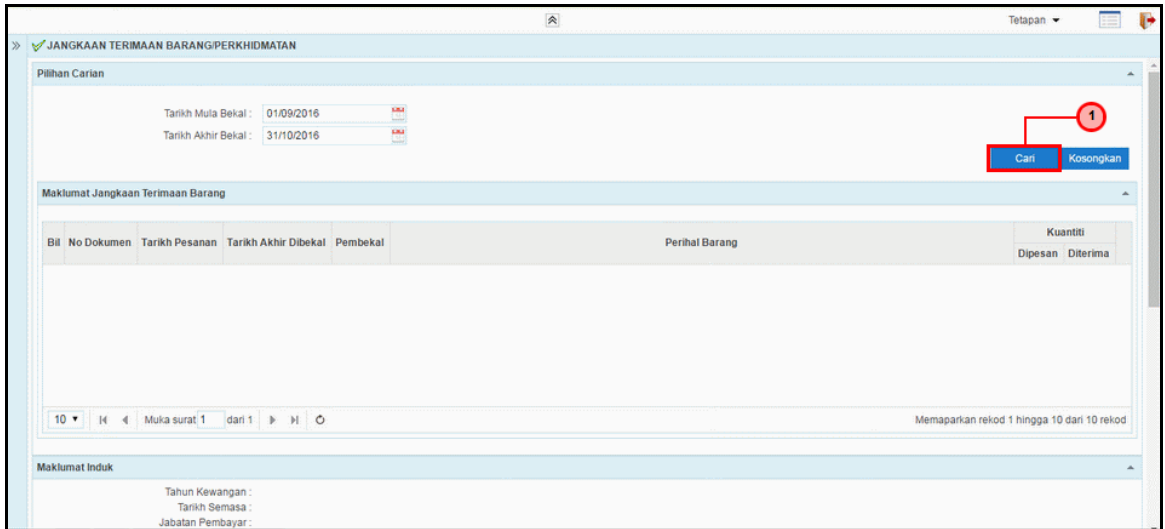 Tetapan
JANGKAAN TERIMAAN BARANG/PERKHIDMATAN
Pilihan Carian
Tarikh Mula Bekal : 01/09/2016
Tarikh Akhir Bekal : 31/10/2016
1
Cari Kosongkan
Maklumat Jangkaan Terimaan Barang
Bil No Dokumen Tarikh Pesanan Tarikh Akhir Dibekal Pembekal Perihal Barang Kuantiti
Dipesan Diterima
10 Muka surat 1 dari 1 Memaparkan rekod 1 hingga 10 dari 10 rekod
Maklumat Induk
Tahun Kewangan :
Tarikh Semasa :
Jabatan Pembayar :